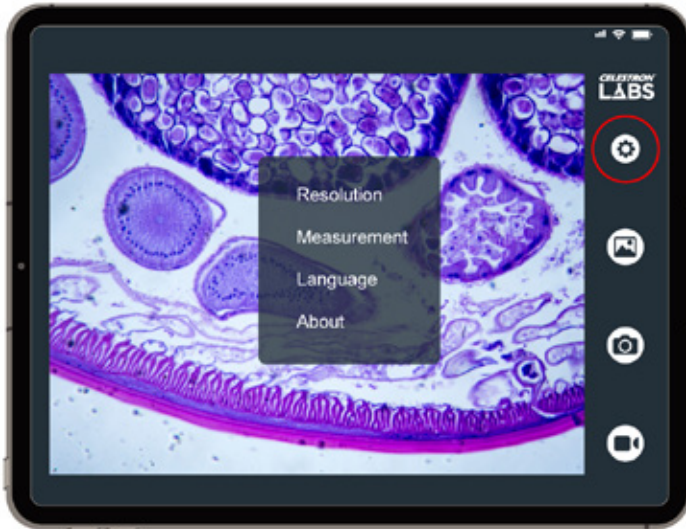 CELESTRON
LABS
Resolution
Measurement
Language
About